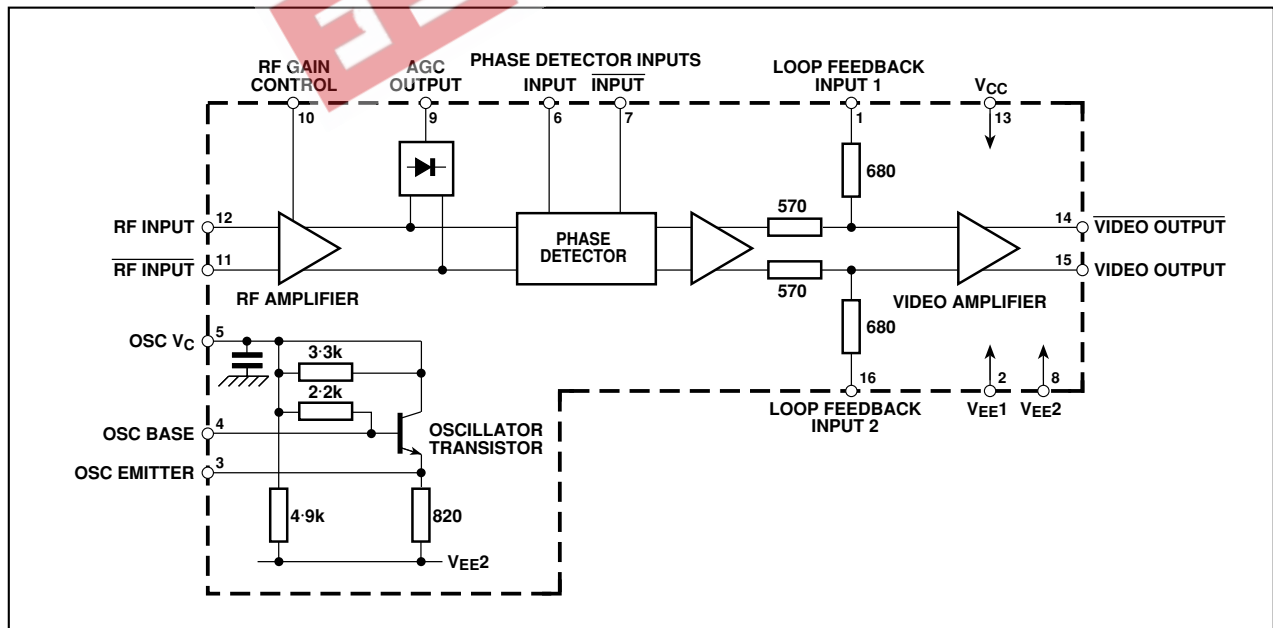 PHASE DETECTOR INPUTS
RF GAIN
CONTROL
AGC
OUTPUT
INPUT
INPUT
LOOP FEEDBACK
INPUT 1
VCC
10
9
6
7
1
13
680
RF INPUT
12
570
14
VIDEO OUTPUT
PHASE
DETECTOR
RF INPUT
11
15
VIDEO OUTPUT
RF AMPLIFIER
570
VIDEO AMPLIFIER
680
OSC VC
5
3·3k
2·2k
16
2
8
LOOP FEEDBACK
INPUT 2
VEE1
VEE2
OSC BASE
4
OSCILLATOR
TRANSISTOR
OSC EMITTER
3
4·9k
820
VEE2